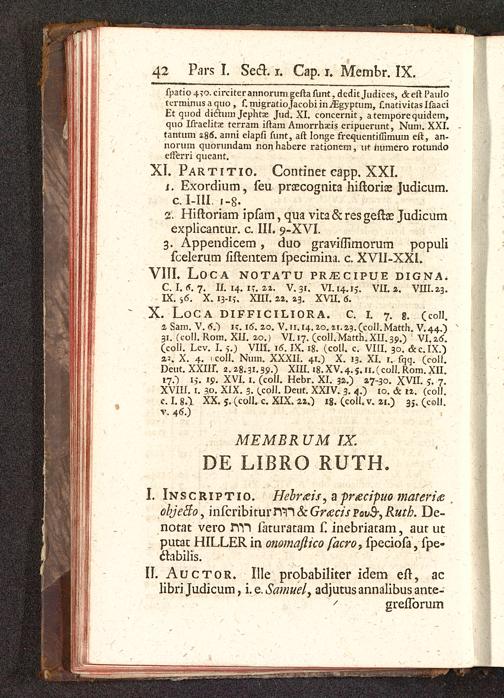 42 Pars I. Sect. 1. Cap. 1. Membr. IX.
ſpatio 450. circiter annorum geſta ſunt, dedit Judices, & eſt Paulo
terminus a quo, ſ. migratio Jacobi in Ægyptum, ſ. nativitas Iſaaci
Et quod dictum Jephtæ Jud. XI. concernit, a tempore quidem,
quo Iſraelitæ terram iſtam Amorrhæis eripuerunt, Num. XXI.
tantum 286. anni elapſi ſunt, aſt longe frequentiſſimum eſt, an-
norum quorundam non habere rationem, ut numero rotundo
efferri queant.
XI. PARTITIO. Continet capp. XXI.
1. Exordium, ſeu præcognita hiſtoriæ Judicum.
c. I-III. 1-8.
2. Hiſtoriam ipſam, qua vita & res geſtæ Judicum
explicantur. c. III. 9-XVI.
3. Appendicem, duo graviſſimorum populi
ſcelerum ſiſtentem ſpecimina. c. XVII-XXI.
VIII. LOCA NOTATU PRÆCIPUE DIGNA.
C. I. 6. 7. II. 14. 15. 22. V. 31. VI. 14. 15. VII. 2. VIII. 23.
IX. 56. X. 13-15. XIII. 22. 23. XVII. 6.
X. LOCA DIFFICILIORA. C. I. 7. 8. (coll.
2 Sam. V. 6.) 15. 16. 20. V. 11. 14. 20. 21. 23. (coll. Matth. V. 44.)
31. (coll. Rom. XII. 20.) VI. 17. (coll. Matth. XII. 39.) VI. 26.
(coll. Lev. I. 5.) VIII. 16. IX. 18. (coll. c. VIII. 30. & c. IX.)
22. X. 4. (coll. Num. XXXII. 41.) X. 13. XI. 1. ſqq. (coll.
Deut. XXIII. 2. 28. 31. 39.) XIII. 18. XV. 4. 5. 11. (coll. Rom. XII.
17.) 15. 19. XVI. 1. (coll. Hebr. XI. 32.) 27-30. XVII. 5. 7.
XVIII. 1. 30. XIX. 3. (coll. Deut. XXIV. 3. 4.) 10. & 12. (coll.
c. I. 8.) XX. 5. (coll. c. XIX. 22.) 18. (coll. v. 21.) 35. (coll.
v. 46.)
MEMBRUM IX.
DE LIBRO RUTH.
I. INSCRIPTIO. Hebræis, a præcipuo materiæ
objecto, inſcribitur רות & Græcis Ρουθ, Ruth. De-
notat vero רות ſaturatam ſ. inebriatam, aut ut
putat HILLER in onomaſtico ſacro, ſpecioſa, ſpe-
ctabilis.
II. AUCTOR. Ille probabiliter idem eſt, ac
libri Judicum, i. e. Samuel, adjutus annalibus ante-
greſſorum